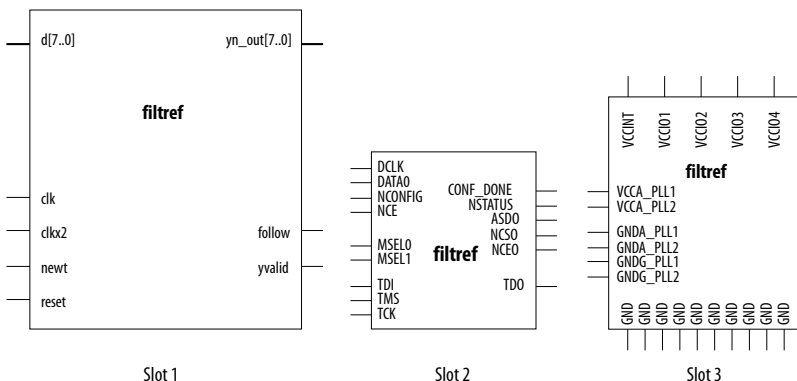 d[7..0] yn_out[7..0]
filtref
clk
clkx2 follow
newt yvalid
reset
Slot 1
DCLK
DATA0
NCONFIG
NCE
MSEL0
MSEL1
TDI
TMS
TCK
CONF_DONE
NSTATUS
ASDO
NCSO
NCEO
TDO
filtref
Slot 2
VCCINT VCCIO1 VCCIO2 VCCIO3 VCCIO4
filtref
VCCA_PLL1
VCCA_PLL2
GNDA_PLL1
GNDA_PLL2
GNDG_PLL1
GNDG_PLL2
GND GND GND GND GND GND GND GND GND GND
Slot 3